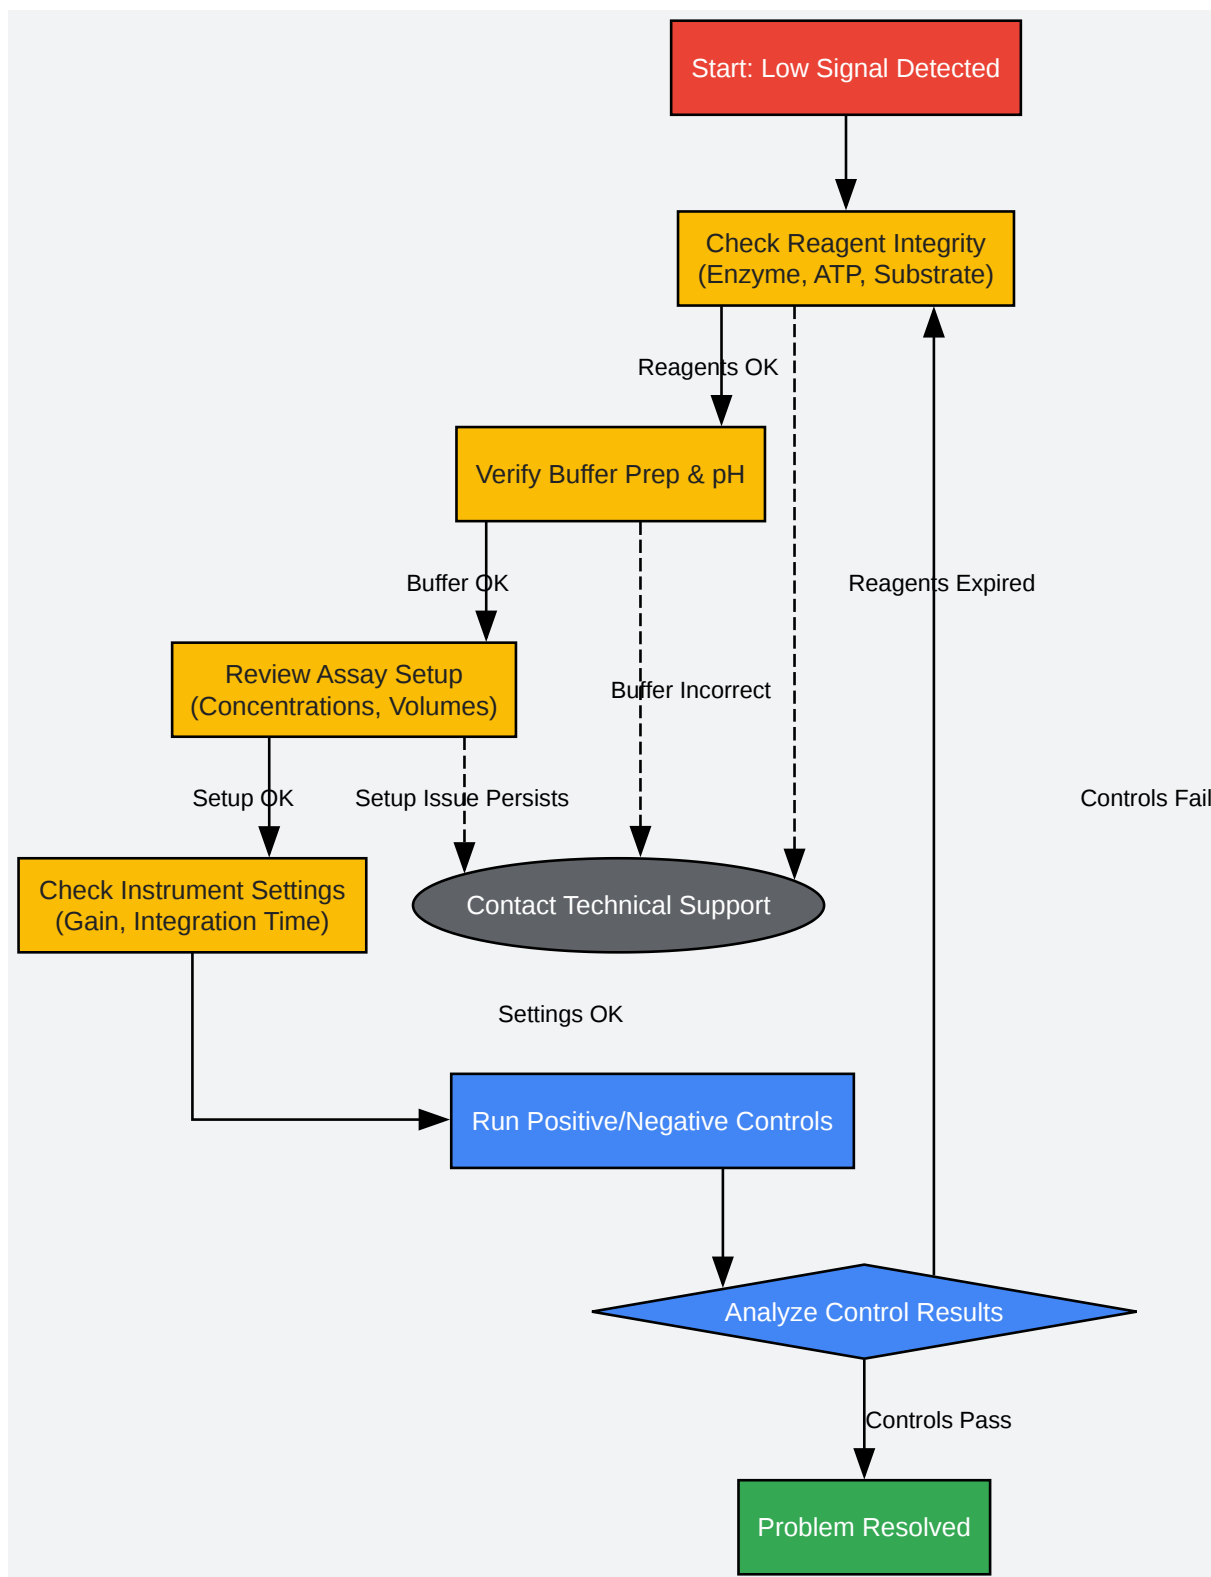 Start: Low Signal Detected
Check Reagent Integrity
(Enzyme, ATP, Substrate)
Reagents OK
Verify Buffer Prep & pH
Buffer OK
Reagents Expired
Review Assay Setup
(Concentrations, Volumes)
Buffer Incorrect
Setup OK
Setup Issue Persists
Controls Fail
Check Instrument Settings
(Gain, Integration Time)
Contact Technical Support
Settings OK
Run Positive/Negative Controls
Analyze Control Results
Controls Pass
Problem Resolved